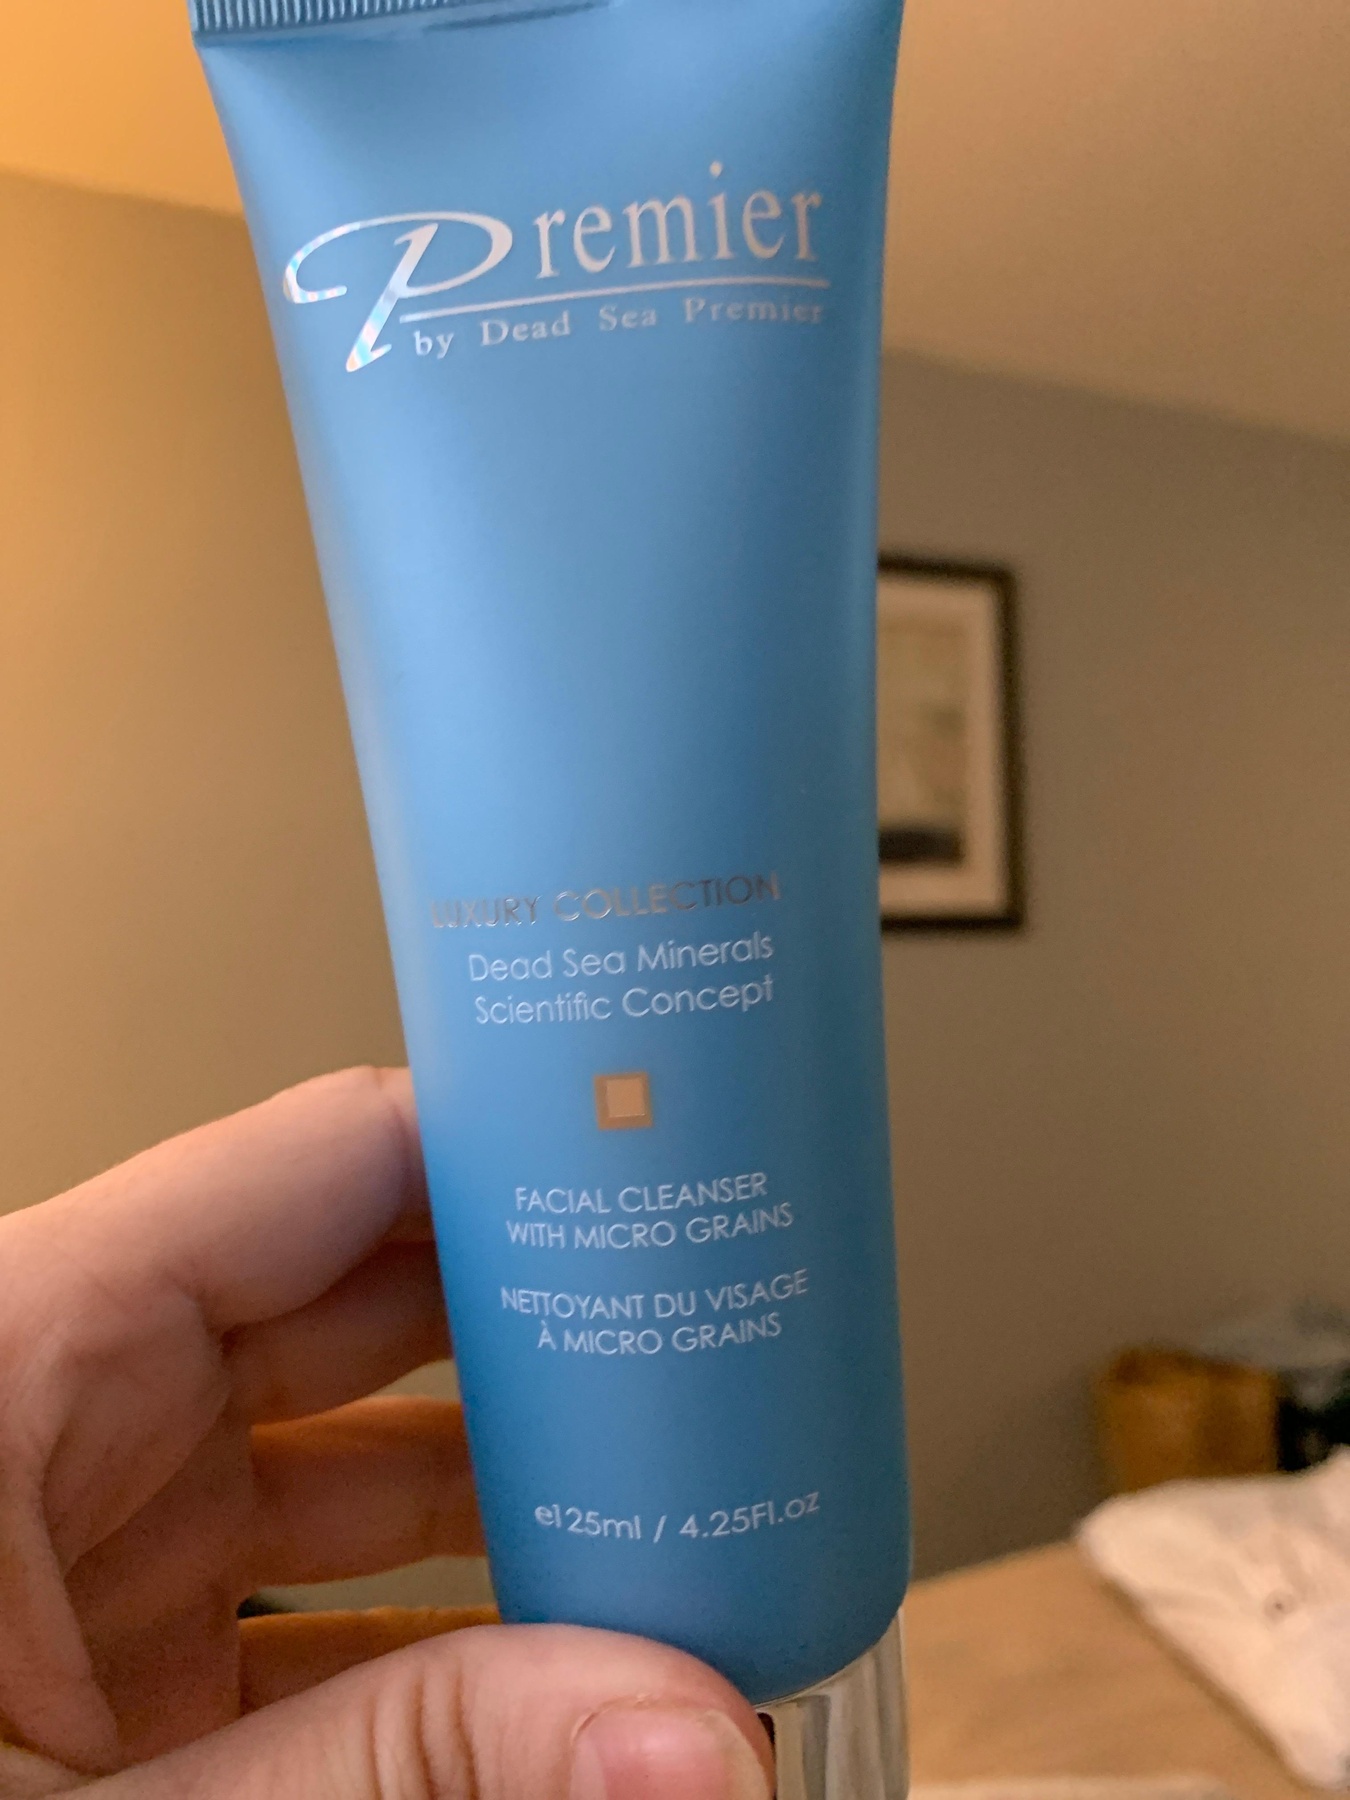 Premier
by Dead Sea Premier
LUXURY COLLECTION
Dead Sea Minerals
Scientific Concept
FACIAL CLEANSER
WITH MICRO GRAINS
NETTOYANT DU VISAGE
À MICRO GRAINS
e125ml / 4.25Fl.oz